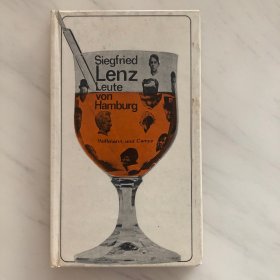 Siegfried
Lenz
Leute
von
Hamburg
Hoffmann und Campe